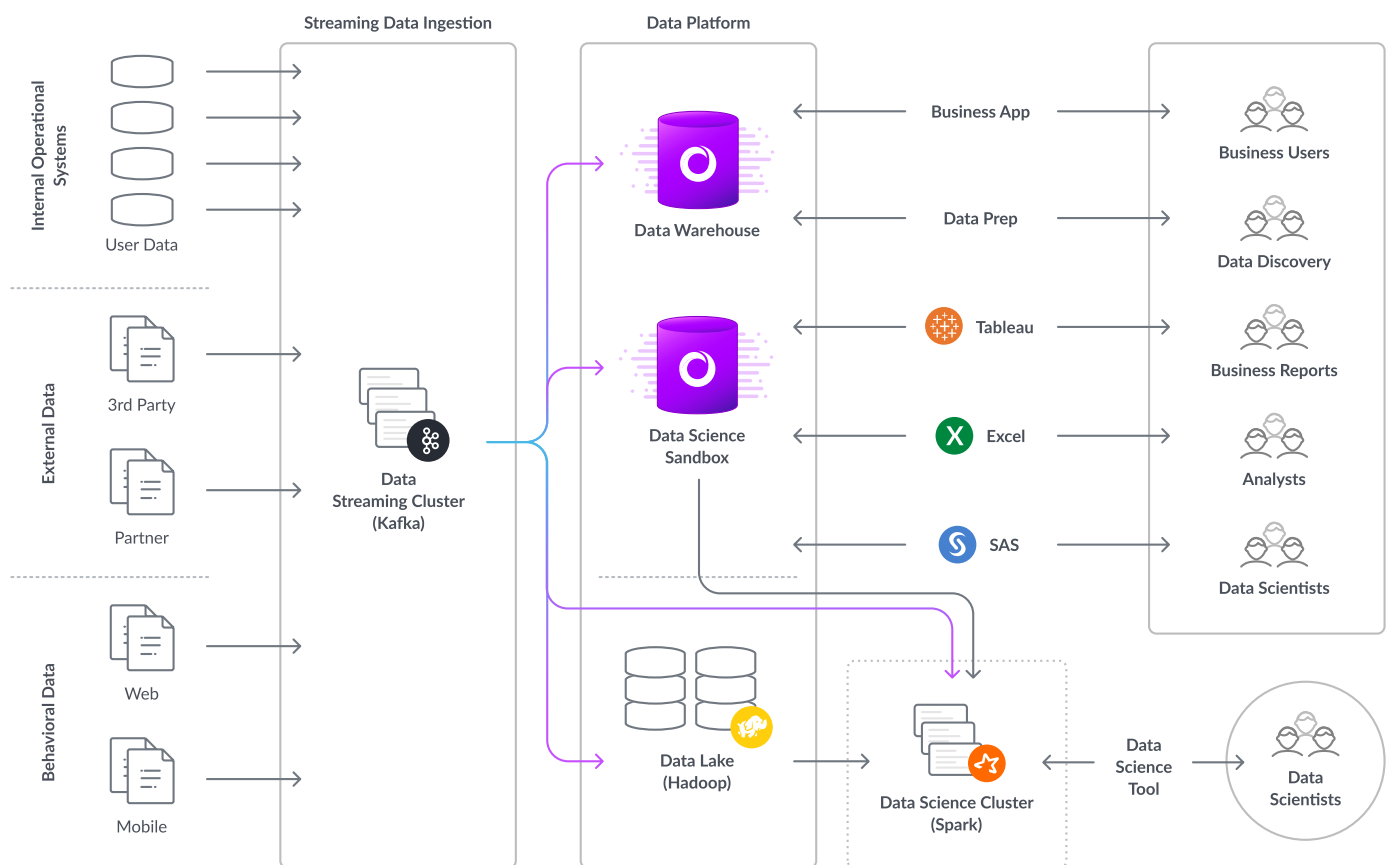 Streaming Data Ingestion
Data Platform
Internal Operational
Systems
User Data
External Data
3rd Party
Partner
Behavioral Data
Web
Mobile
Data
Streaming Cluster
(Kafka)
Data Warehouse
Data Science
Sandbox
Data Lake
(Hadoop)
Business App
Data Prep
Tableau
X
Excel
SAS
Business Users
Data Discovery
Business Reports
Analysts
Data Scientists
Data Science Cluster
(Spark)
Data
Science
Tool
Data
Scientists